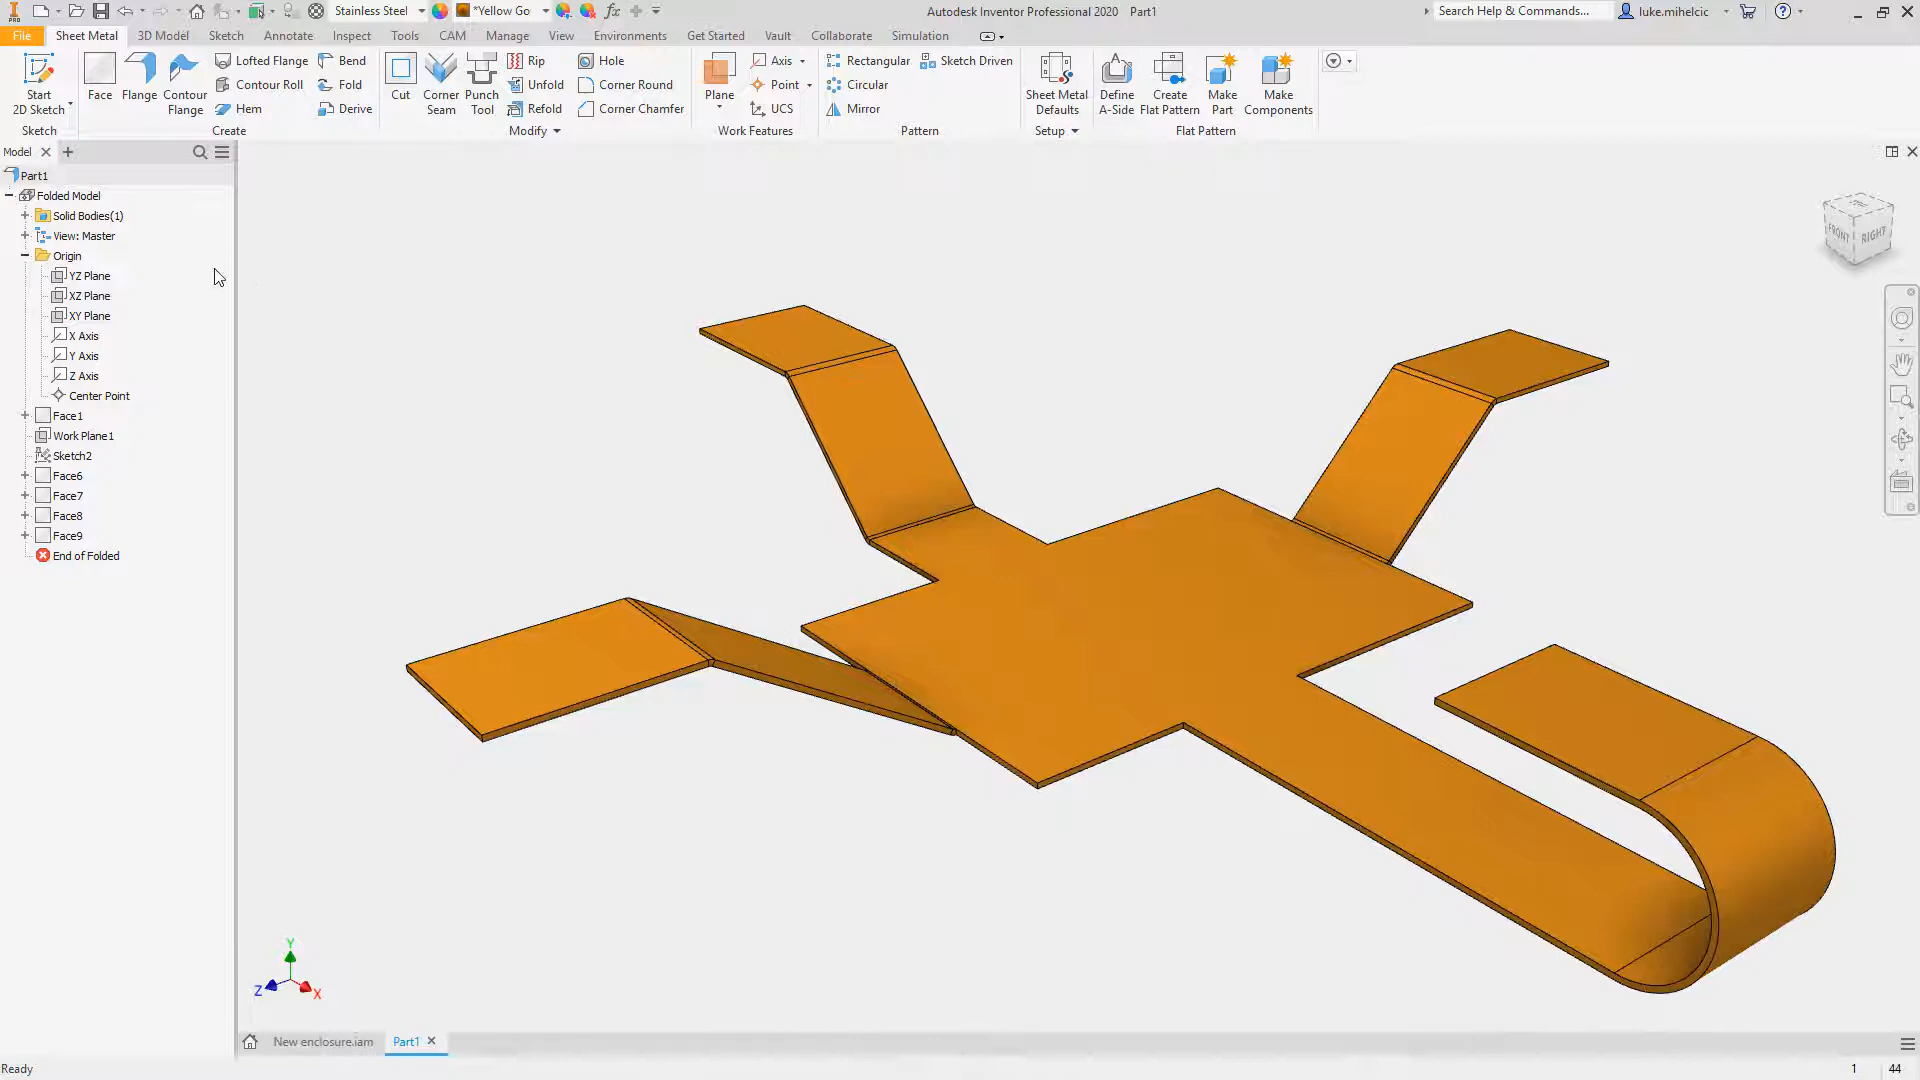 Stainless Steel *Yellow Go fx Autodesk Inventor Professional 2020 Part1 Search Help & Commands... luke.mihelcic
File Sheet Metal 3D Model Sketch Annotate Inspect Tools CAM Manage View Environments Get Started Vault Collaborate Simulation
Start
2D Sketch
Face
Flange
Contour
Flange
Lofted Flange
Contour Roll
Hem
Bend
Fold
Derive
Cut
Corner
Seam
Punch
Tool
Rip
Unfold
Refold
Hole
Corner Round
Corner Chamfer
Plane
Axis
Point
UCS
Rectangular
Circular
Mirror
Sketch Driven
Sheet Metal
Defaults
Define
A-Side
Create
Flat Pattern
Make
Part
Make
Components
Sketch Create Modify Work Features Pattern Setup Flat Pattern
Model
Part1
Folded Model
Solid Bodies(1)
View: Master
Origin
YZ Plane
XZ Plane
XY Plane
X Axis
Y Axis
Z Axis
Center Point
Face1
Work Plane1
Sketch2
Face6
Face7
Face8
Face9
End of Folded
FRONT RIGHT
Y
Z X
New enclosure.iam Part1
Ready 1 44